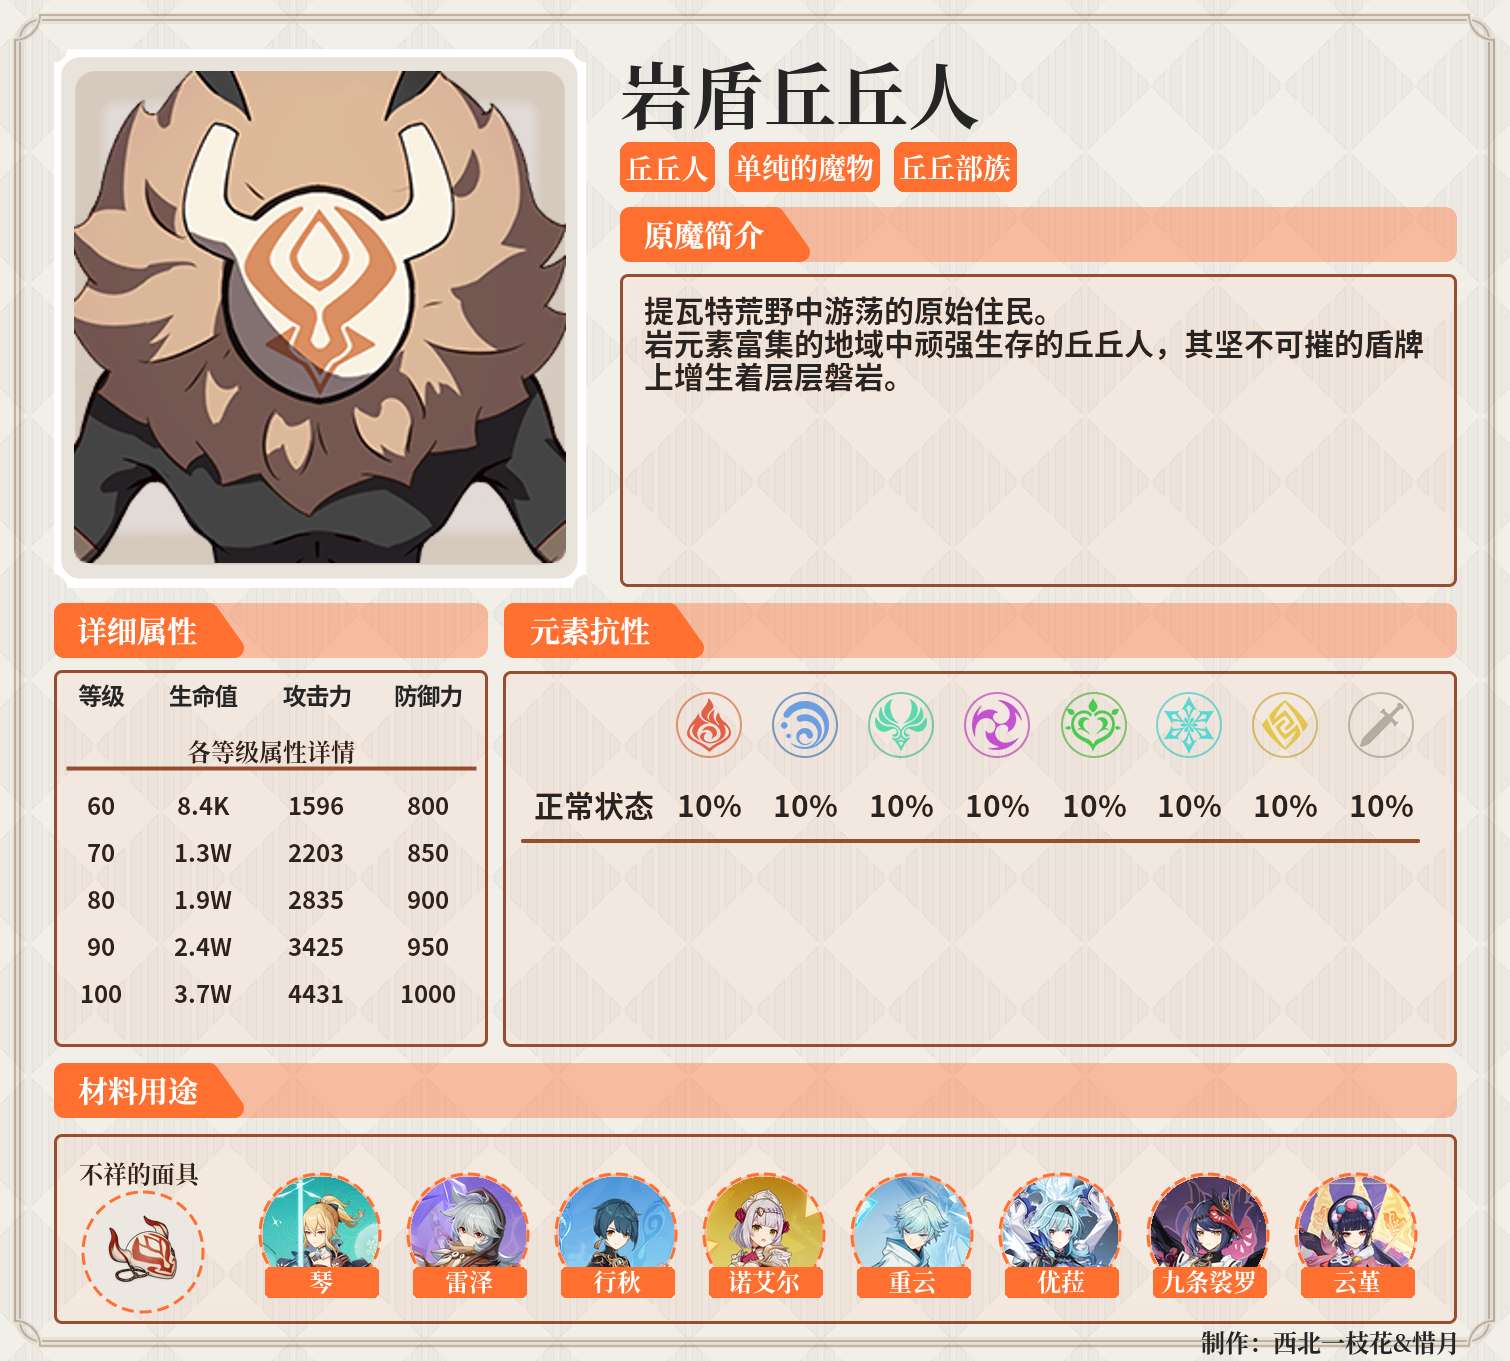 岩盾丘丘人
丘丘人 单纯的魔物 丘丘部族
原魔简介
提瓦特荒野中游荡的原始住民。
岩元素富集的地域中顽强生存的丘丘人，其坚不可摧的盾牌
上增生着层层磐岩。
详细属性
等级 生命值 攻击力 防御力
各等级属性详情
60 8.4K 1596 800
70 1.3W 2203 850
80 1.9W 2835 900
90 2.4W 3425 950
100 3.7W 4431 1000
元素抗性
正常状态 10% 10% 10% 10% 10% 10% 10% 10%
材料用途
不祥的面具
琴 雷泽 行秋 诺艾尔 重云 优菈 九条裟罗 云堇
制作：西北一枝花&惜月